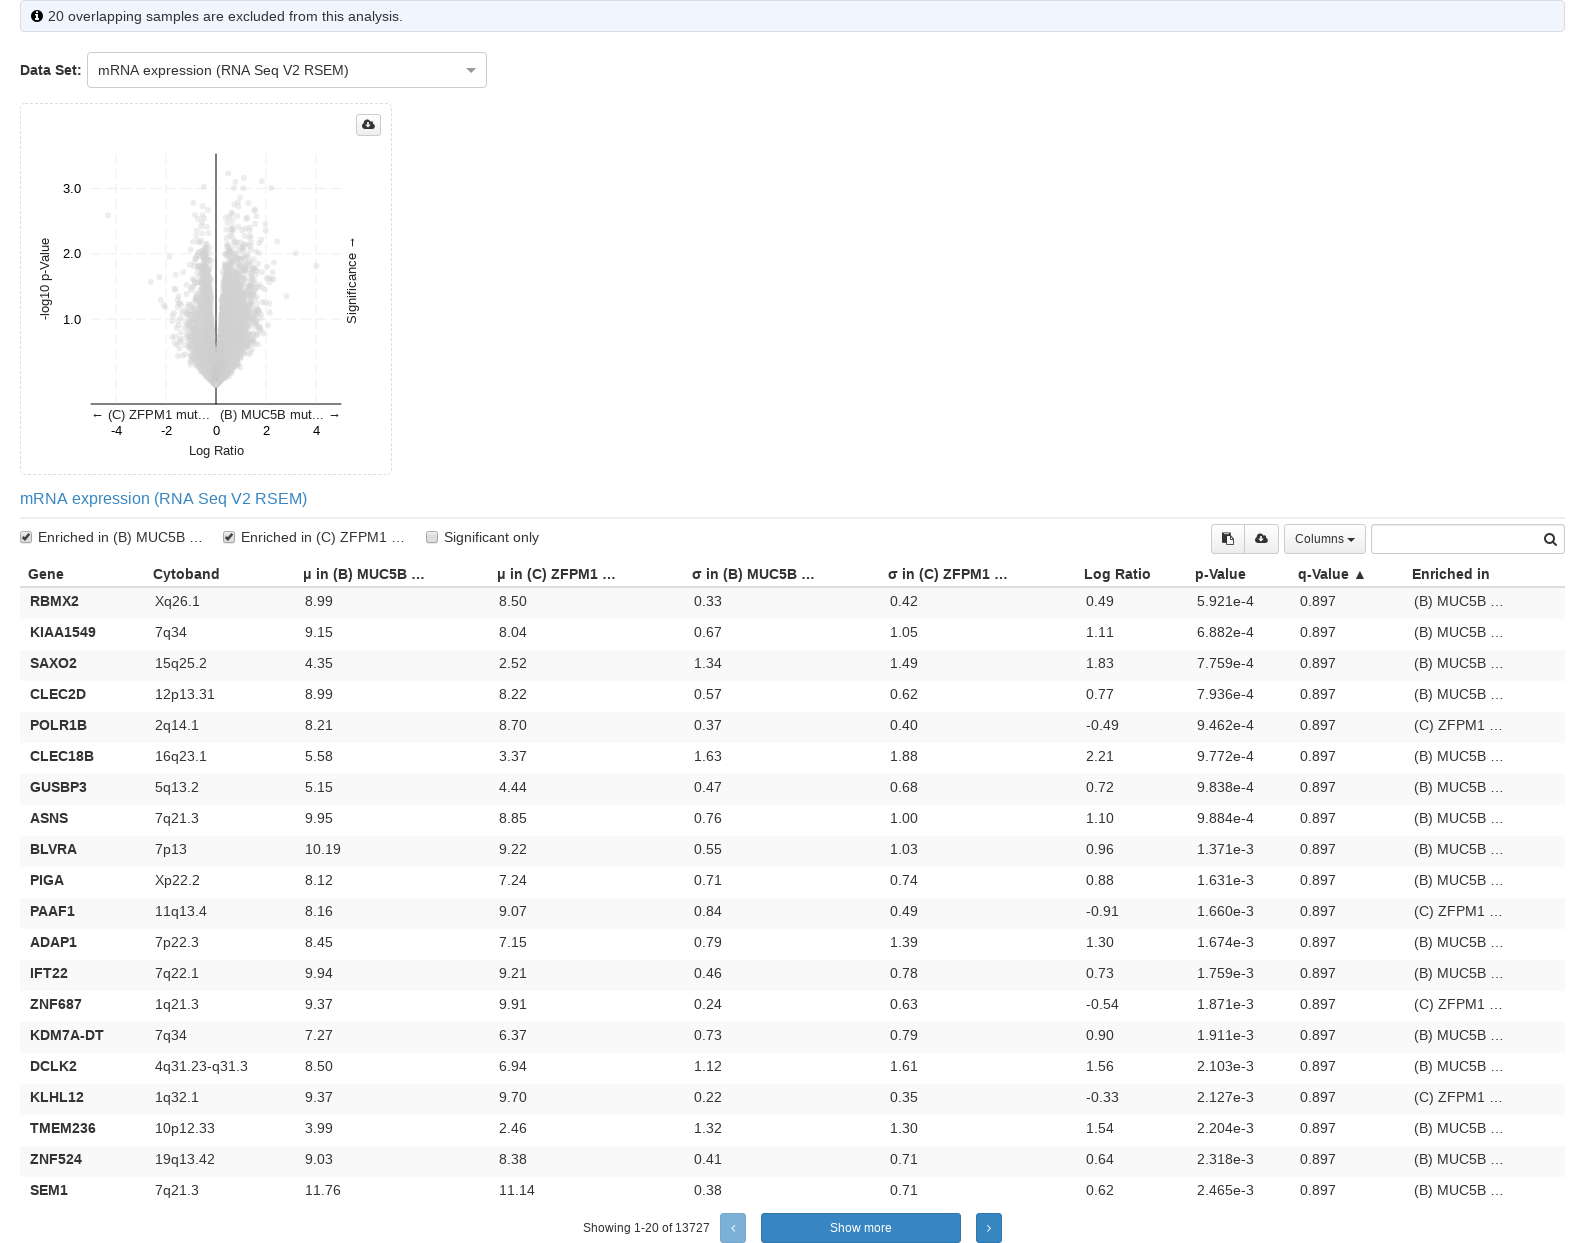 20 overlapping samples are excluded from this analysis.
Data Set: mRNA expression (RNA Seq V2 RSEM)
3.0
2.0
1.0
-log10 p-Value
Significance →
← (C) ZFPM1 mut... (B) MUC5B mut... →
-4 -2 0 2 4
Log Ratio
mRNA expression (RNA Seq V2 RSEM)
Enriched in (B) MUC5B … Enriched in (C) ZFPM1 … Significant only Columns
Gene Cytoband μ in (B) MUC5B … μ in (C) ZFPM1 … σ in (B) MUC5B … σ in (C) ZFPM1 … Log Ratio p-Value q-Value ▲ Enriched in
RBMX2 Xq26.1 8.99 8.50 0.33 0.42 0.49 5.921e-4 0.897 (B) MUC5B …
KIAA1549 7q34 9.15 8.04 0.67 1.05 1.11 6.882e-4 0.897 (B) MUC5B …
SAXO2 15q25.2 4.35 2.52 1.34 1.49 1.83 7.759e-4 0.897 (B) MUC5B …
CLEC2D 12p13.31 8.99 8.22 0.57 0.62 0.77 7.936e-4 0.897 (B) MUC5B …
POLR1B 2q14.1 8.21 8.70 0.37 0.40 -0.49 9.462e-4 0.897 (C) ZFPM1 …
CLEC18B 16q23.1 5.58 3.37 1.63 1.88 2.21 9.772e-4 0.897 (B) MUC5B …
GUSBP3 5q13.2 5.15 4.44 0.47 0.68 0.72 9.838e-4 0.897 (B) MUC5B …
ASNS 7q21.3 9.95 8.85 0.76 1.00 1.10 9.884e-4 0.897 (B) MUC5B …
BLVRA 7p13 10.19 9.22 0.55 1.03 0.96 1.371e-3 0.897 (B) MUC5B …
PIGA Xp22.2 8.12 7.24 0.71 0.74 0.88 1.631e-3 0.897 (B) MUC5B …
PAAF1 11q13.4 8.16 9.07 0.84 0.49 -0.91 1.660e-3 0.897 (C) ZFPM1 …
ADAP1 7p22.3 8.45 7.15 0.79 1.39 1.30 1.674e-3 0.897 (B) MUC5B …
IFT22 7q22.1 9.94 9.21 0.46 0.78 0.73 1.759e-3 0.897 (B) MUC5B …
ZNF687 1q21.3 9.37 9.91 0.24 0.63 -0.54 1.871e-3 0.897 (C) ZFPM1 …
KDM7A-DT 7q34 7.27 6.37 0.73 0.79 0.90 1.911e-3 0.897 (B) MUC5B …
DCLK2 4q31.23-q31.3 8.50 6.94 1.12 1.61 1.56 2.103e-3 0.897 (B) MUC5B …
KLHL12 1q32.1 9.37 9.70 0.22 0.35 -0.33 2.127e-3 0.897 (C) ZFPM1 …
TMEM236 10p12.33 3.99 2.46 1.32 1.30 1.54 2.204e-3 0.897 (B) MUC5B …
ZNF524 19q13.42 9.03 8.38 0.41 0.71 0.64 2.318e-3 0.897 (B) MUC5B …
SEM1 7q21.3 11.76 11.14 0.38 0.71 0.62 2.465e-3 0.897 (B) MUC5B …
Showing 1-20 of 13727 ‹ Show more ›